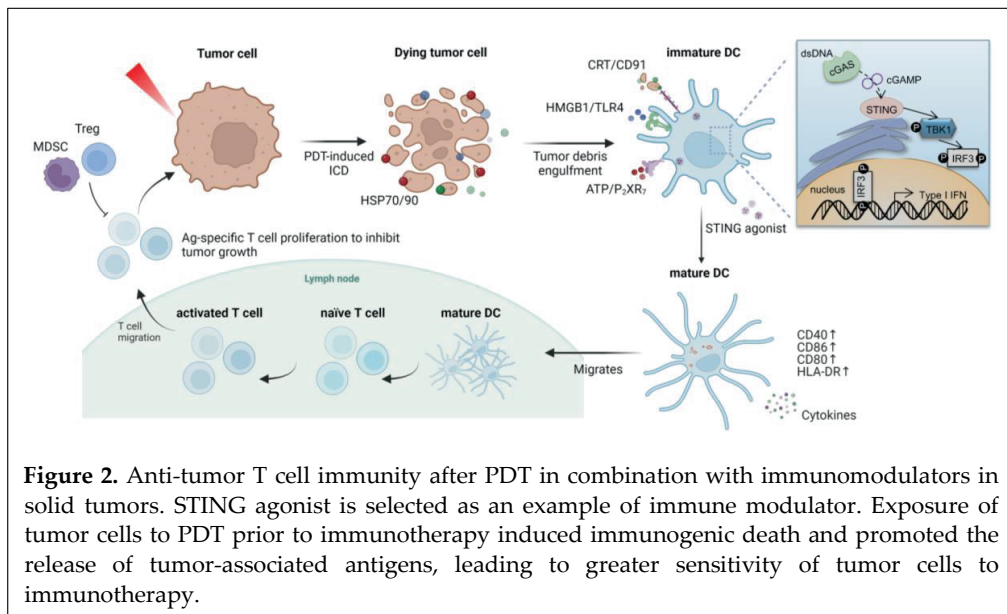 Tumor cell
Dying tumor cell
immature DC
CRT/CD91
HMGB1/TLR4
ATP/P₂XR₇
dsDNA
cGAS
cGAMP
STING
P
TBK1
P
IRF3
P
nucleus
P
IRF3
P
Type I IFN
Treg
MDSC
PDT-induced
ICD
HSP70/90
Tumor debris
engulfment
STING agonist
Ag-specific T cell proliferation to inhibit
tumor growth
mature DC
Lymph node
T cell
migration
activated T cell
naïve T cell
mature DC
Migrates
CD40↑
CD86↑
CD80↑
HLA-DR↑
Cytokines
Figure 2. Anti-tumor T cell immunity after PDT in combination with immunomodulators in
solid tumors. STING agonist is selected as an example of immune modulator. Exposure of
tumor cells to PDT prior to immunotherapy induced immunogenic death and promoted the
release of tumor-associated antigens, leading to greater sensitivity of tumor cells to
immunotherapy.